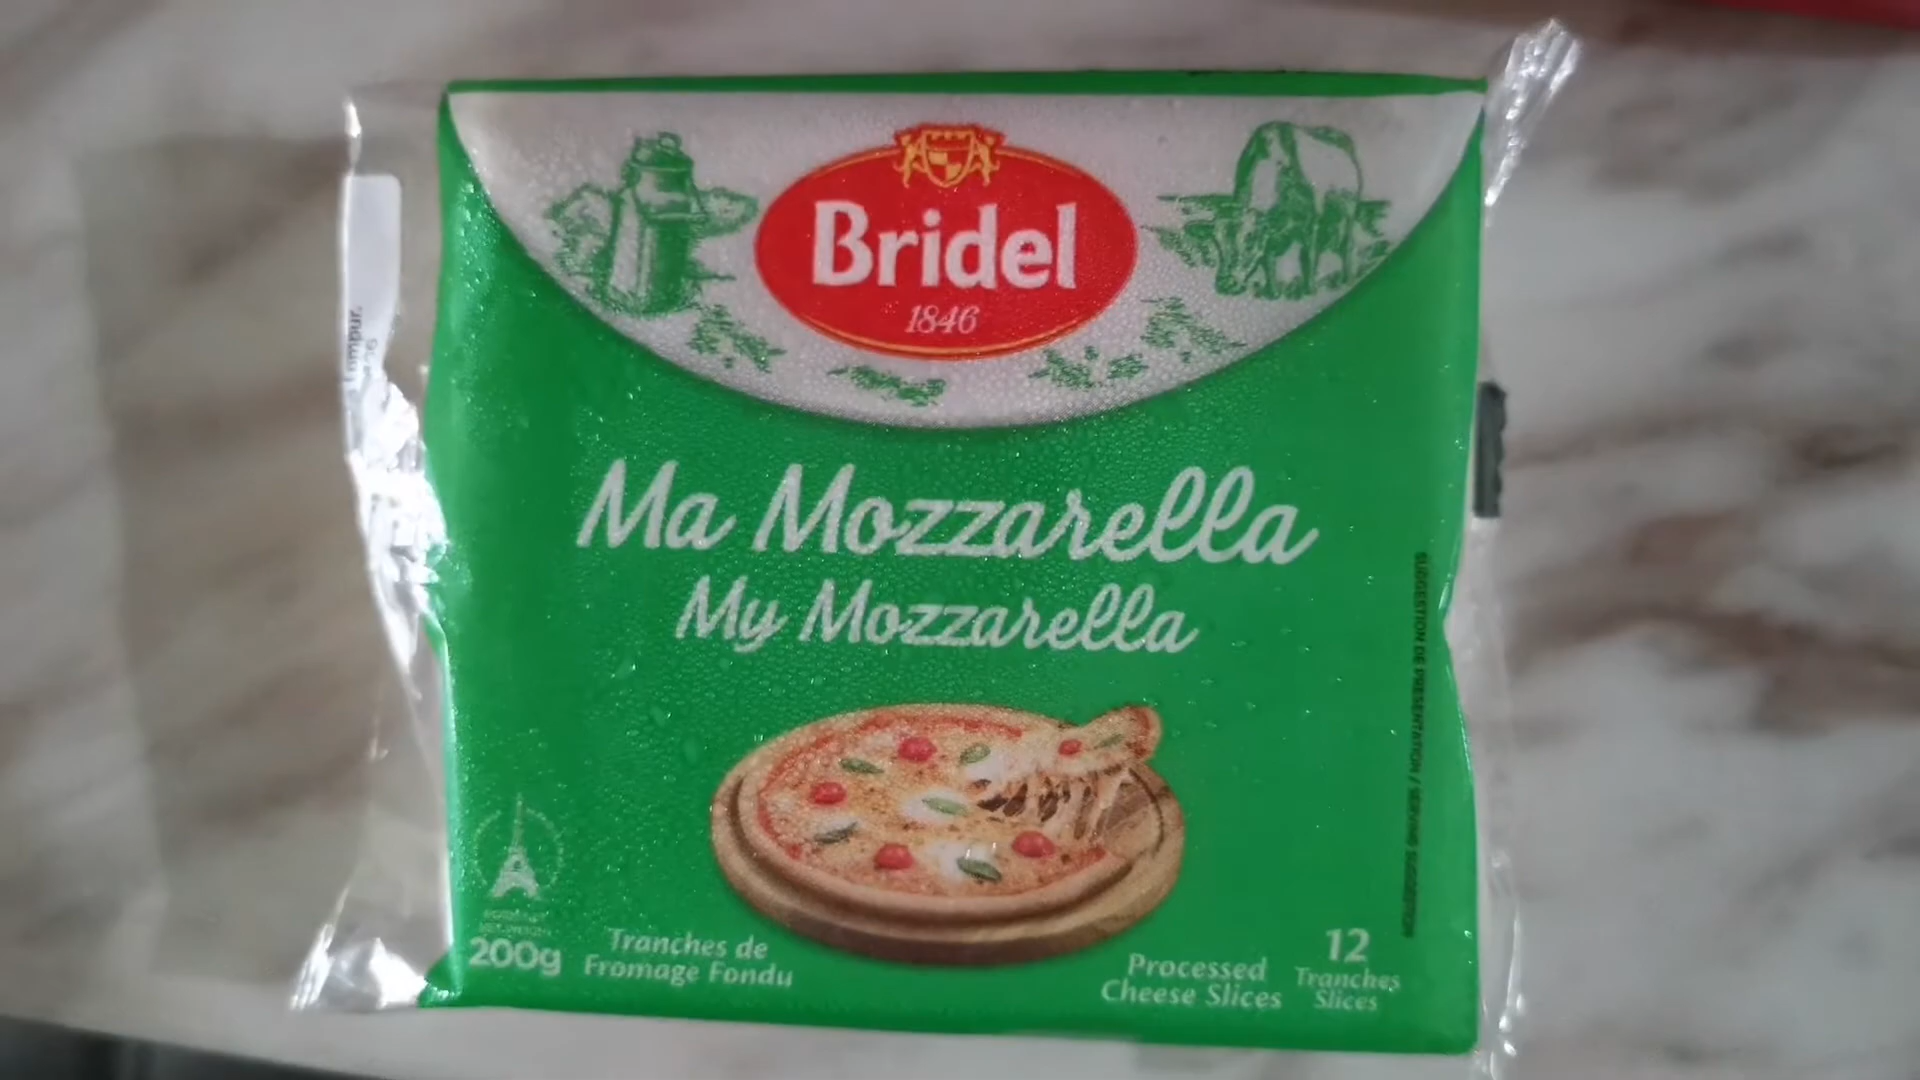 Bridel
1846
Ma Mozzarella
My Mozzarella
SUGGESTION DE PRÉSENTATION / SERVING SUGGESTION
200g
Tranches de
Fromage Fondu
Processed
Cheese Slices
12
Tranches
Slices